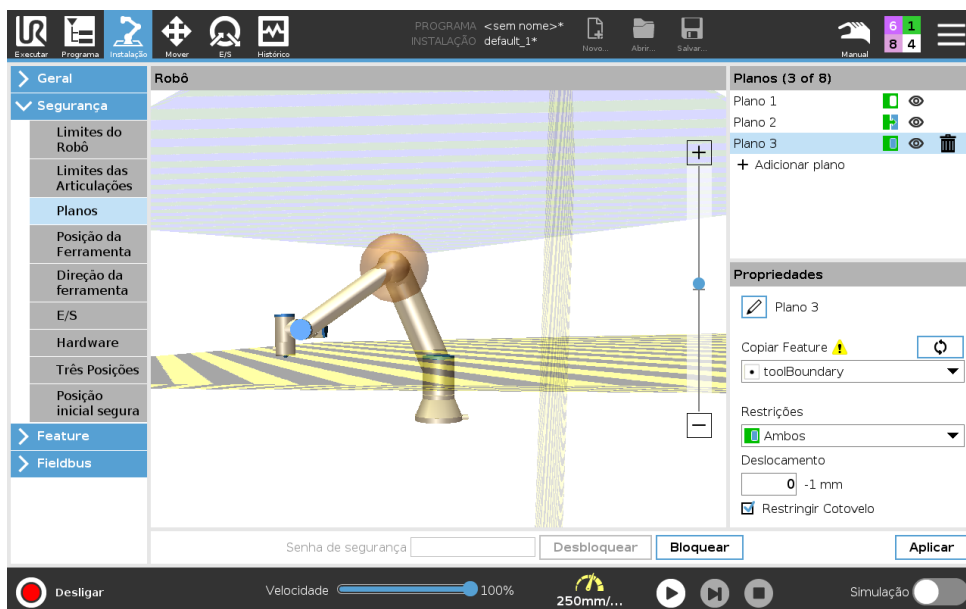 UR
Executar
Programa
Instalação
Mover
E/S
Histórico
PROGRAMA <sem nome>*
INSTALAÇÃO default_1*
Novo...
Abrir...
Salvar...
Manual
6 1
8 4
Geral
Segurança
Limites do
Robô
Limites das
Articulações
Planos
Posição da
Ferramenta
Direção da
ferramenta
E/S
Hardware
Três Posições
Posição
inicial segura
Feature
Fieldbus
Robô
Planos (3 of 8)
Plano 1
Plano 2
Plano 3
+ Adicionar plano
Propriedades
Plano 3
Copiar Feature
toolBoundary
Restrições
Ambos
Deslocamento
0 -1 mm
Restringir Cotovelo
Senha de segurança
Desbloquear
Bloquear
Aplicar
Desligar
Velocidade
100%
250mm/...
Simulação